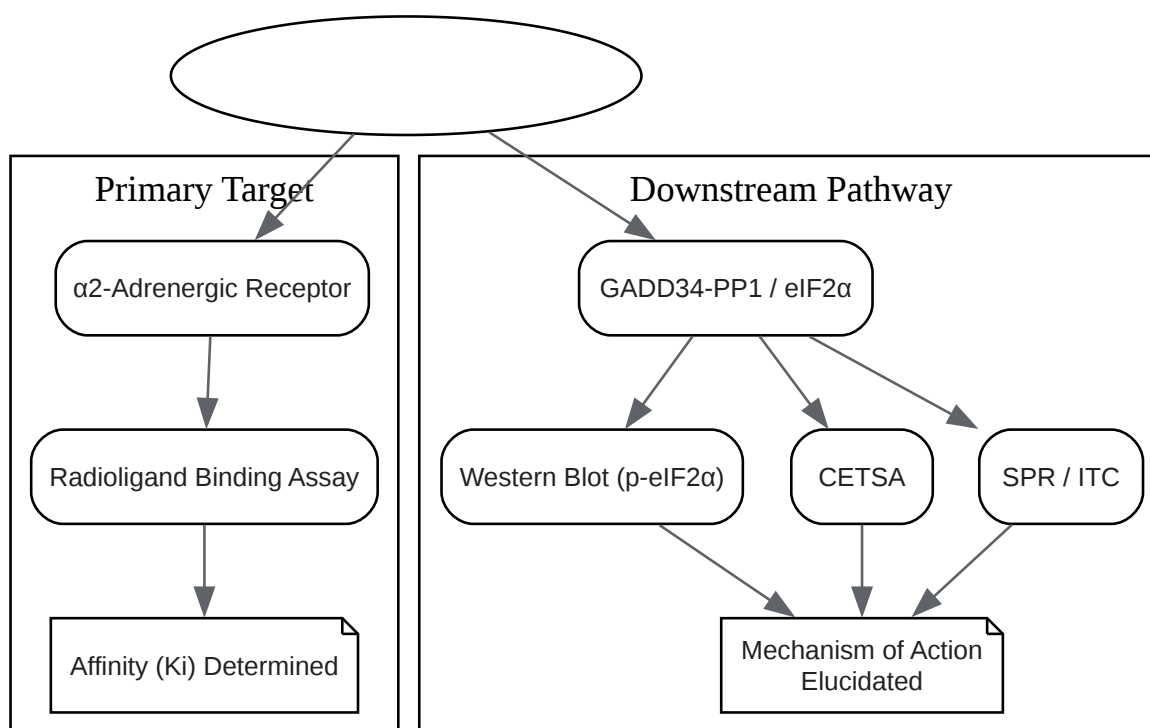 Primary Target
Downstream Pathway
α2-Adrenergic Receptor
GADD34-PP1 / eIF2α
Radioligand Binding Assay
Western Blot (p-eIF2α)
CETSA
SPR / ITC
Affinity (Ki) Determined
Mechanism of Action
Elucidated